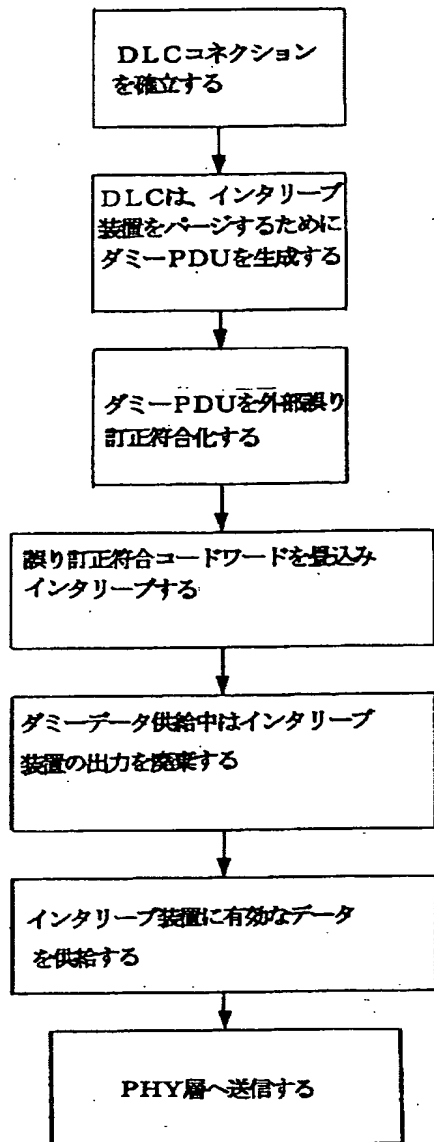 DLCコネクション
を確立する
DLCは、インタリーブ
装置をパージするために
ダミーPDUを生成する
ダミーPDUを外部誤り
訂正符合化する
誤り訂正符合コードワードを畳込み
インタリーブする
ダミーデータ供給中はインタリーブ
装置の出力を廃棄する
インタリーブ装置に有効なデータ
を供給する
PHY層へ送信する